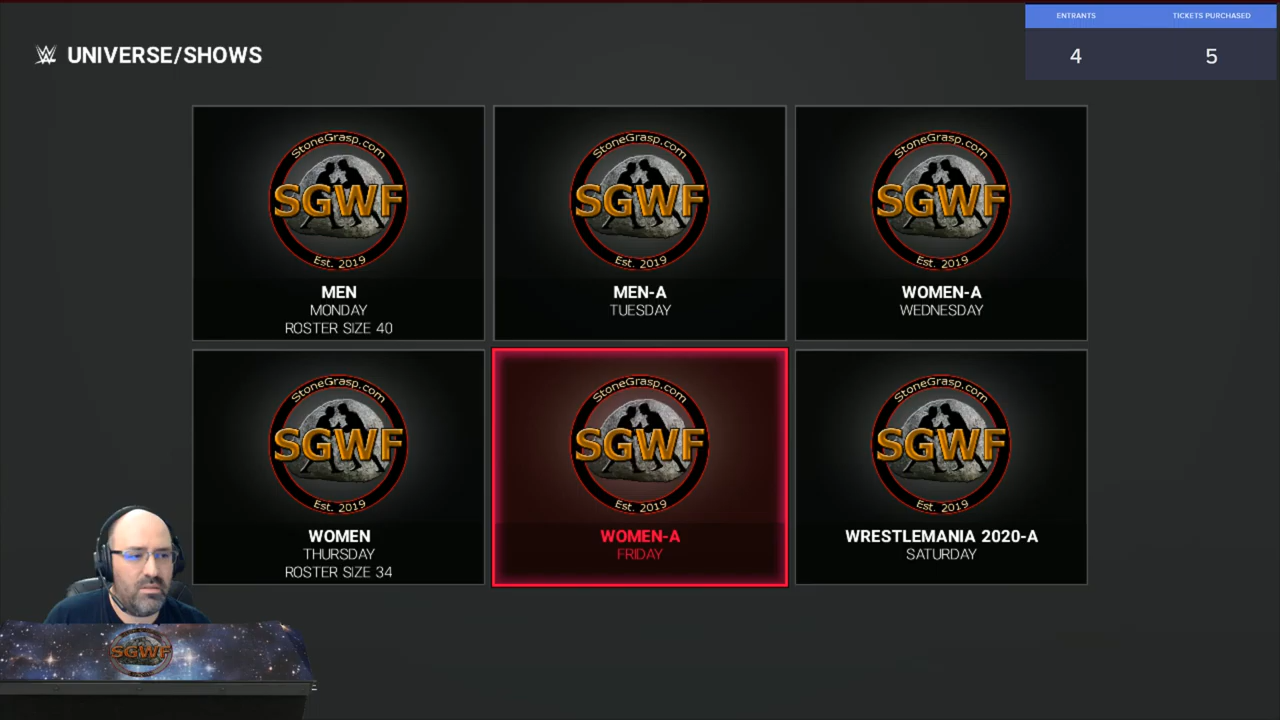 UNIVERSE/SHOWS
ENTRANTS TICKETS PURCHASED
4 5
StoneGrasp.com
SGWF
Est. 2019
MEN
MONDAY
ROSTER SIZE 40
StoneGrasp.com
SGWF
Est. 2019
MEN-A
TUESDAY
StoneGrasp.com
SGWF
Est. 2019
WOMEN-A
WEDNESDAY
StoneGrasp.com
SGWF
Est. 2019
WOMEN
THURSDAY
ROSTER SIZE 34
StoneGrasp.com
SGWF
Est. 2019
WOMEN-A
FRIDAY
StoneGrasp.com
SGWF
Est. 2019
WRESTLEMANIA 2020-A
SATURDAY
SGWF